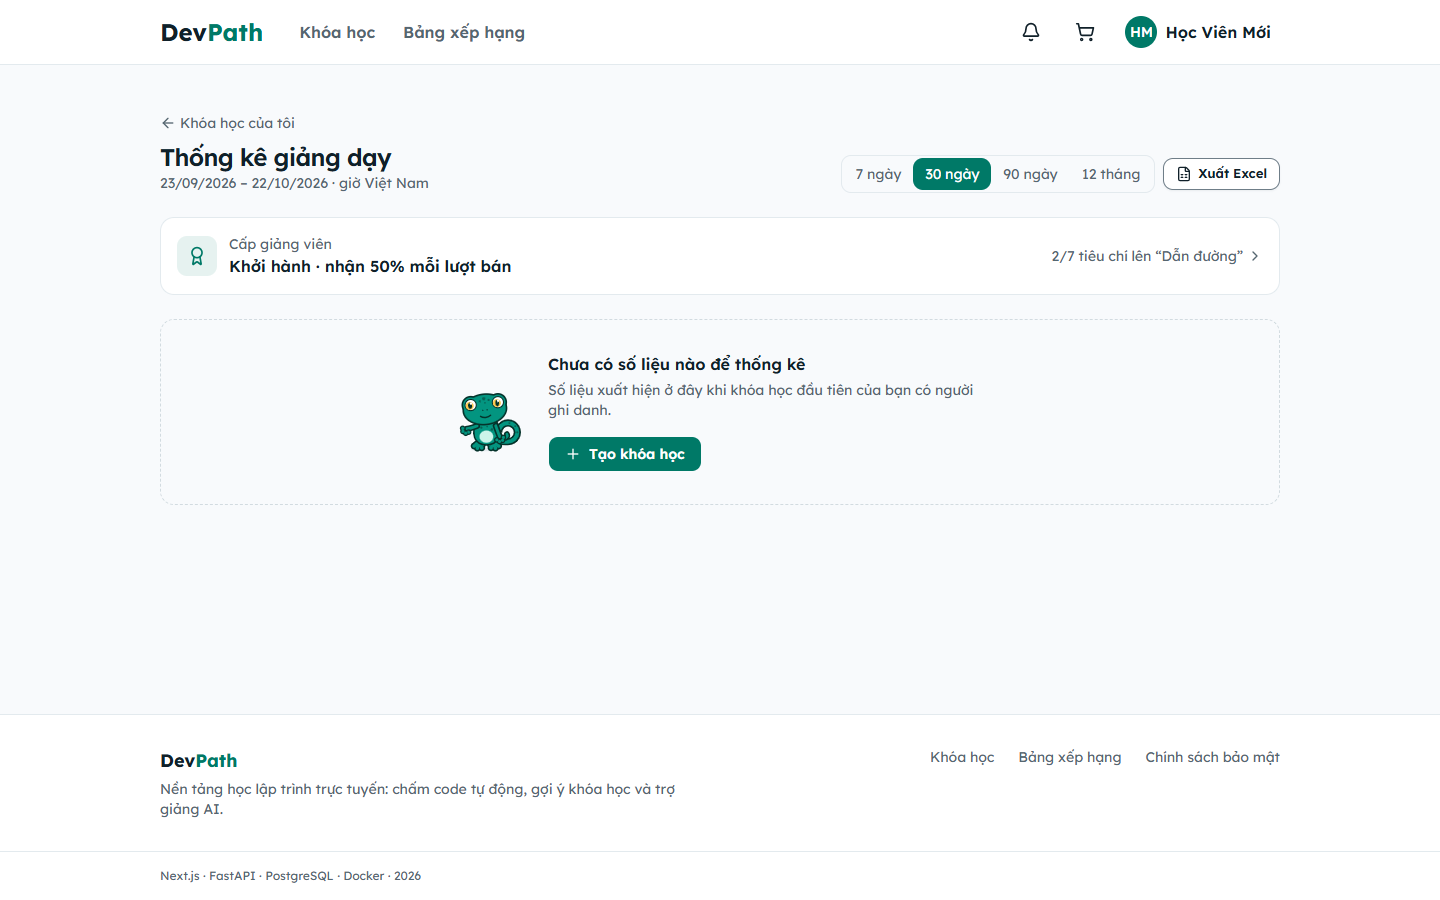 DevPath Khóa học Bảng xếp hạng HM Học Viên Mới
Khóa học của tôi
Thống kê giảng dạy
23/09/2026 – 22/10/2026 · giờ Việt Nam
7 ngày 30 ngày 90 ngày 12 tháng Xuất Excel
Cấp giảng viên
Khởi hành · nhận 50% mỗi lượt bán
2/7 tiêu chí lên “Dẫn đường”
Chưa có số liệu nào để thống kê
Số liệu xuất hiện ở đây khi khóa học đầu tiên của bạn có người
ghi danh.
Tạo khóa học
DevPath
Nền tảng học lập trình trực tuyến: chấm code tự động, gợi ý khóa học và trợ
giảng AI.
Khóa học Bảng xếp hạng Chính sách bảo mật
Next.js · FastAPI · PostgreSQL · Docker · 2026